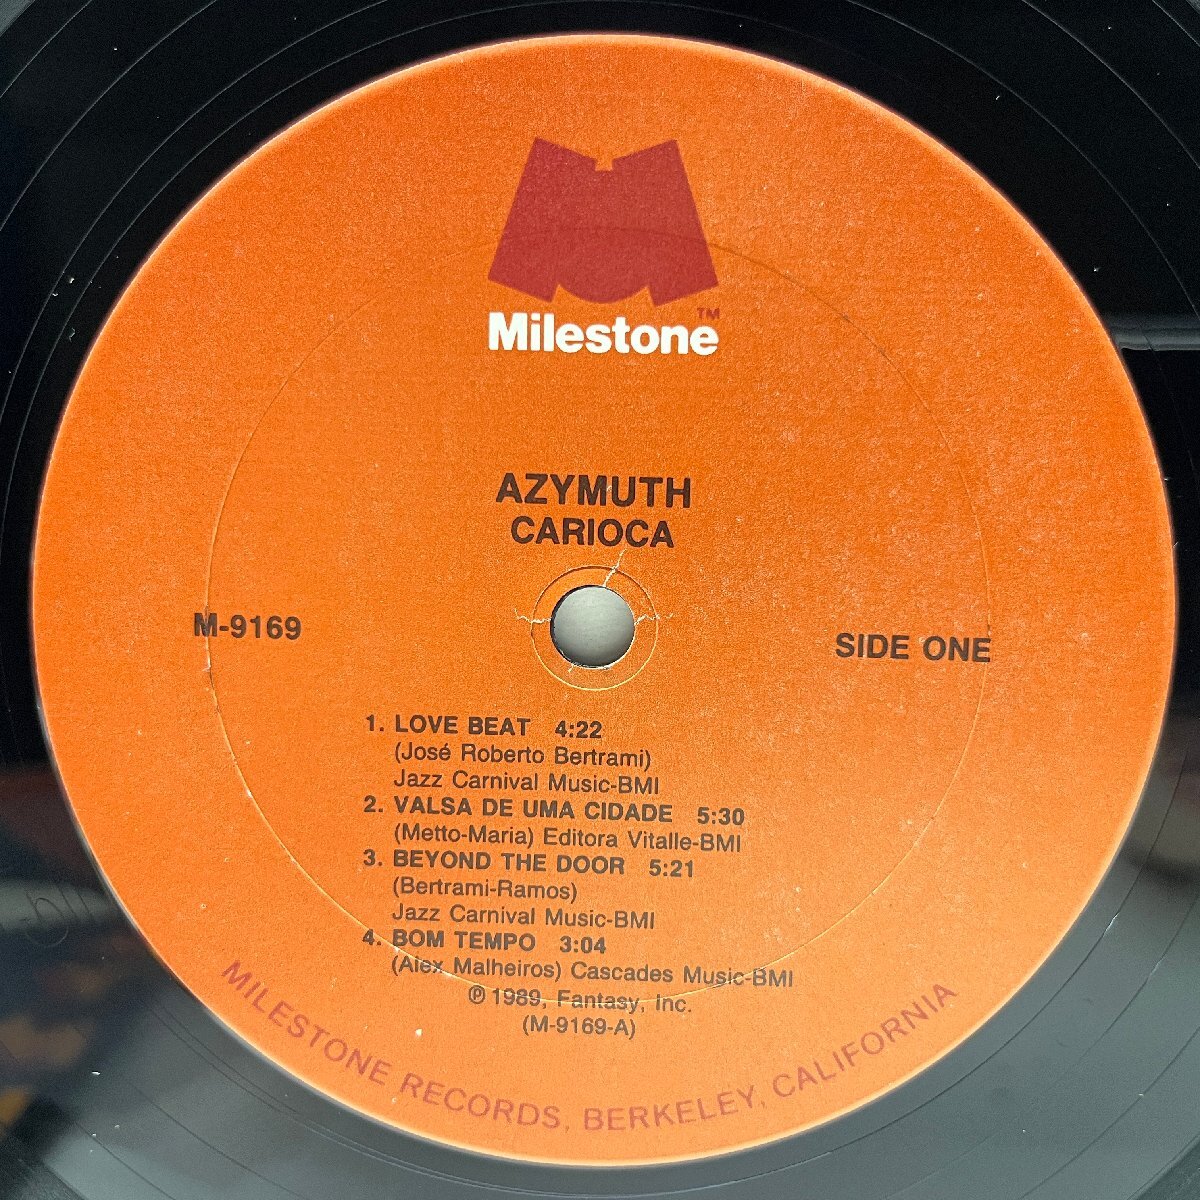 Milestone™
AZYMUTH
CARIOCA
M-9169
SIDE ONE
1. LOVE BEAT 4:22
(José Roberto Bertrami)
Jazz Carnival Music-BMI
2. VALSA DE UMA CIDADE 5:30
(Metto-Maria) Editora Vitalle-BMI
3. BEYOND THE DOOR 5:21
(Bertrami-Ramos)
Jazz Carnival Music-BMI
4. BOM TEMPO 3:04
(Alex Malheiros) Cascades Music-BMI
℗ 1989, Fantasy, Inc.
(M-9169-A)
MILESTONE RECORDS, BERKELEY, CALIFORNIA